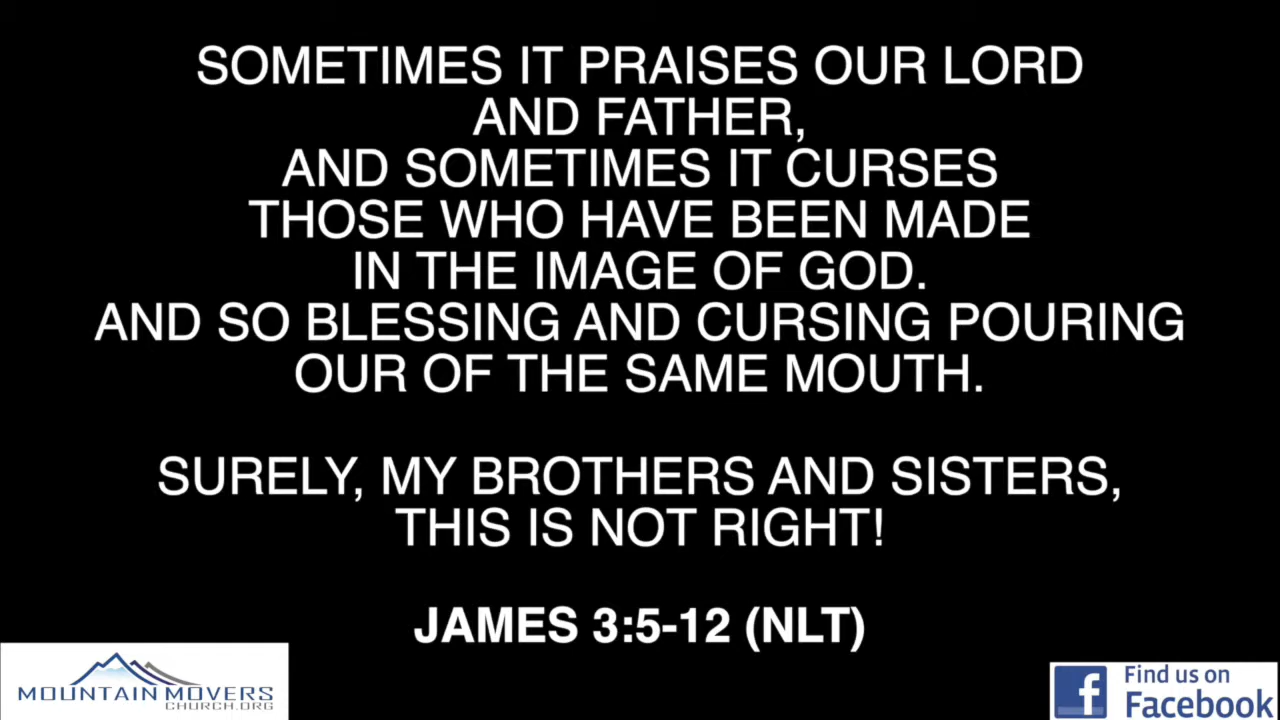 SOMETIMES IT PRAISES OUR LORD
AND FATHER,
AND SOMETIMES IT CURSES
THOSE WHO HAVE BEEN MADE
IN THE IMAGE OF GOD.
AND SO BLESSING AND CURSING POURING
OUR OF THE SAME MOUTH.
SURELY, MY BROTHERS AND SISTERS,
THIS IS NOT RIGHT!
JAMES 3:5-12 (NLT)
MOUNTAIN MOVERS
CHURCH.ORG
f
Find us on
Facebook